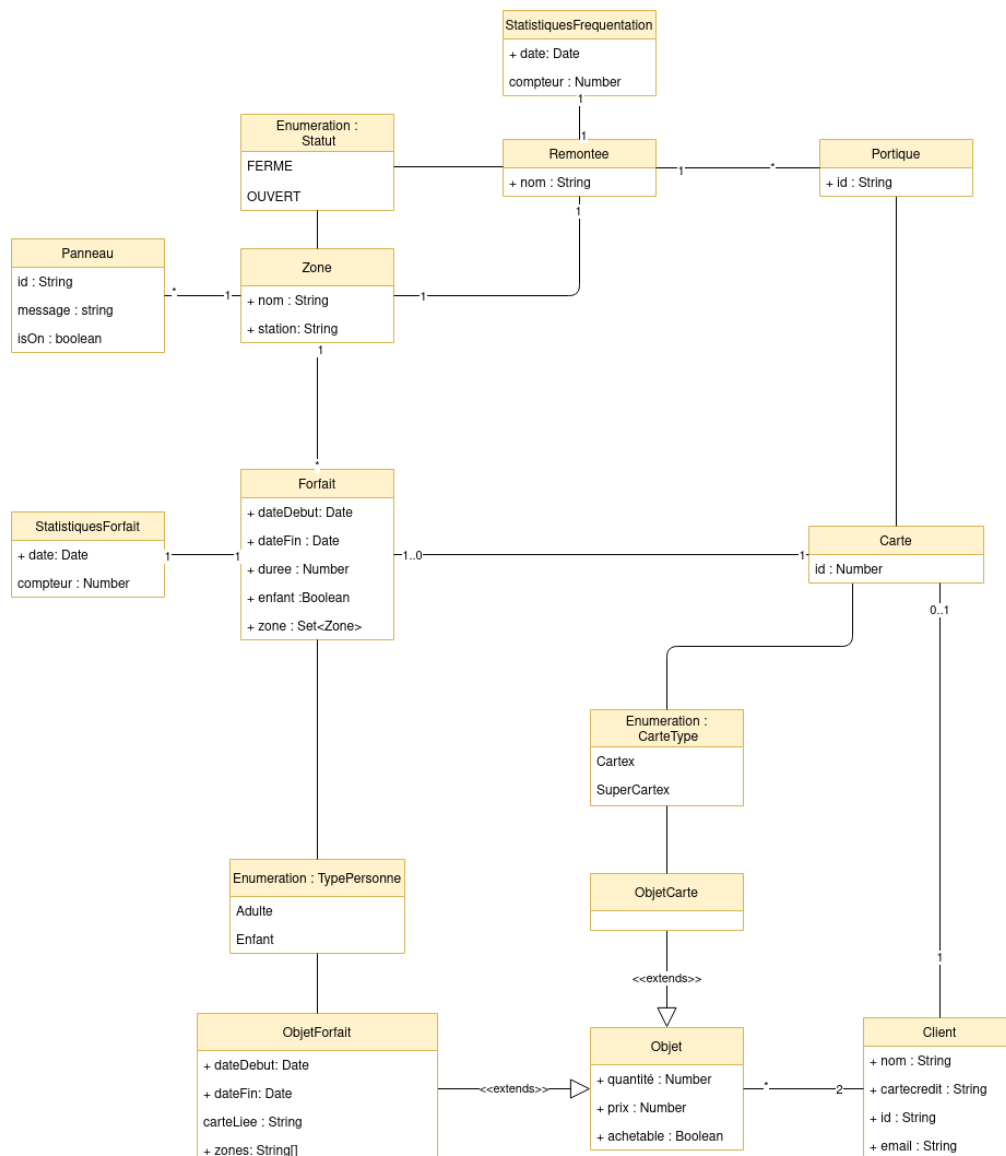 StatistiquesFrequentation
+ date: Date
compteur : Number
1
1
Enumeration :
Statut
FERME
OUVERT
Remontee
+ nom : String
1
*
1
Portique
+ id : String
Panneau
id : String
message : string
isOn : boolean
*
1
Zone
+ nom : String
+ station: String
1
1
*
Forfait
+ dateDebut: Date
+ dateFin : Date
+ duree : Number
+ enfant :Boolean
+ zone : Set<Zone>
StatistiquesForfait
+ date: Date
compteur : Number
1
1
1..0
1
Carte
id : Number
0..1
Enumeration :
CarteType
Cartex
SuperCartex
Enumeration : TypePersonne
Adulte
Enfant
ObjetCarte
<<extends>>
1
ObjetForfait
+ dateDebut: Date
+ dateFin: Date
carteLiee : String
+ zones: String[]
<<extends>>
Objet
+ quantité : Number
+ prix : Number
+ achetable : Boolean
*
2
Client
+ nom : String
+ cartecredit : String
+ id : String
+ email : String